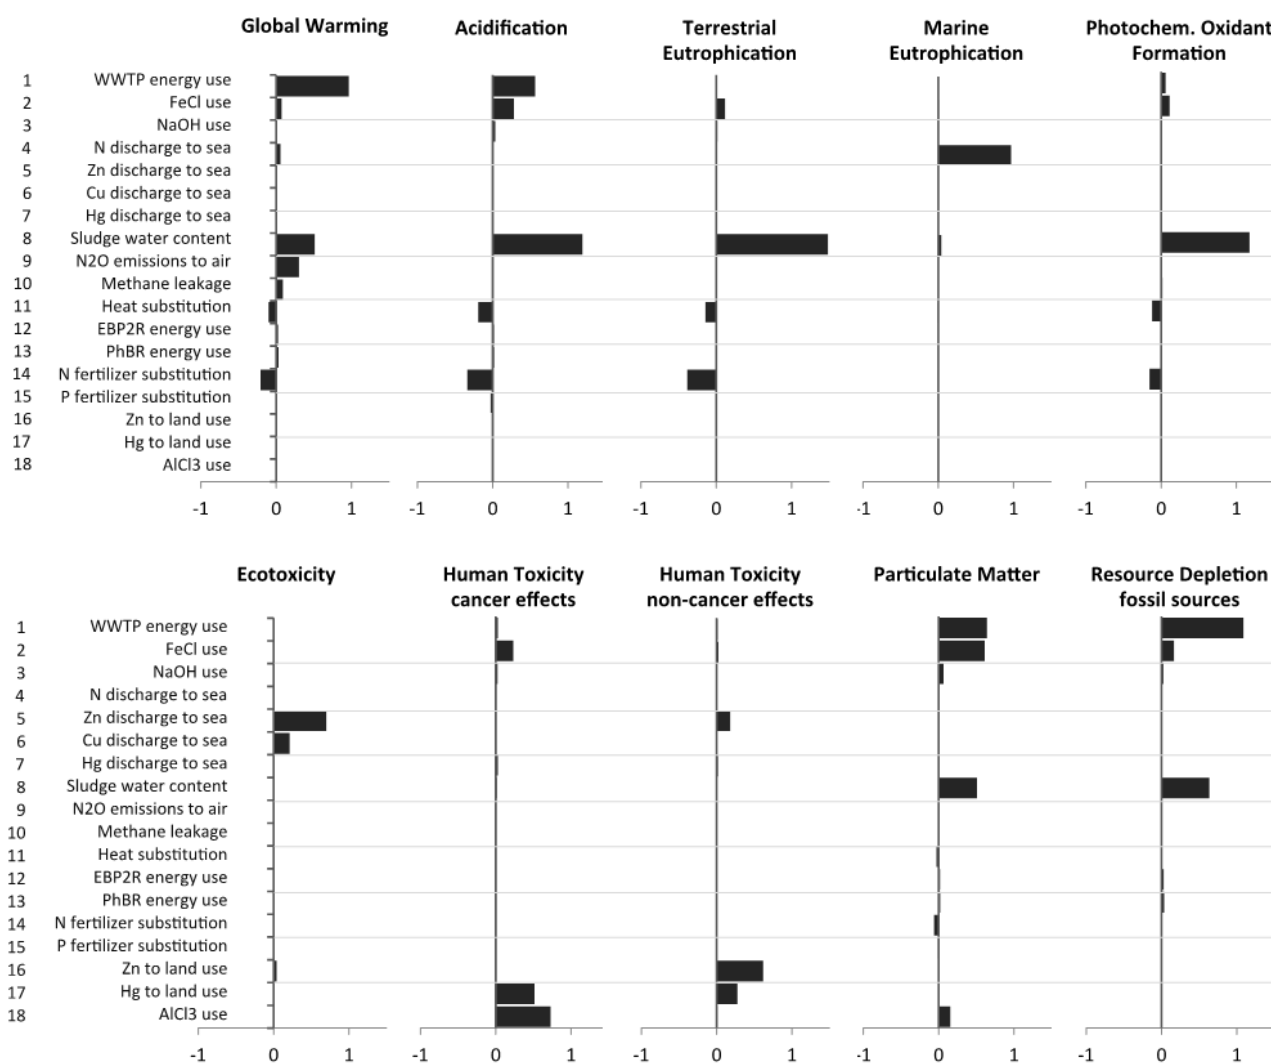 Global Warming
Acidification
Terrestrial
Eutrophication
Marine
Eutrophication
Photochem. Oxidant
Formation
1 WWTP energy use
2 FeCl use
3 NaOH use
4 N discharge to sea
5 Zn discharge to sea
6 Cu discharge to sea
7 Hg discharge to sea
8 Sludge water content
9 N2O emissions to air
10 Methane leakage
11 Heat substitution
12 EBP2R energy use
13 PhBR energy use
14 N fertilizer substitution
15 P fertilizer substitution
16 Zn to land use
17 Hg to land use
18 AlCl3 use
-1 0 1 -1 0 1 -1 0 1 -1 0 1 -1 0 1
Ecotoxicity
Human Toxicity
cancer effects
Human Toxicity
non-cancer effects
Particulate Matter
Resource Depletion
fossil sources
1 WWTP energy use
2 FeCl use
3 NaOH use
4 N discharge to sea
5 Zn discharge to sea
6 Cu discharge to sea
7 Hg discharge to sea
8 Sludge water content
9 N2O emissions to air
10 Methane leakage
11 Heat substitution
12 EBP2R energy use
13 PhBR energy use
14 N fertilizer substitution
15 P fertilizer substitution
16 Zn to land use
17 Hg to land use
18 AlCl3 use
-1 0 1 -1 0 1 -1 0 1 -1 0 1 -1 0 1